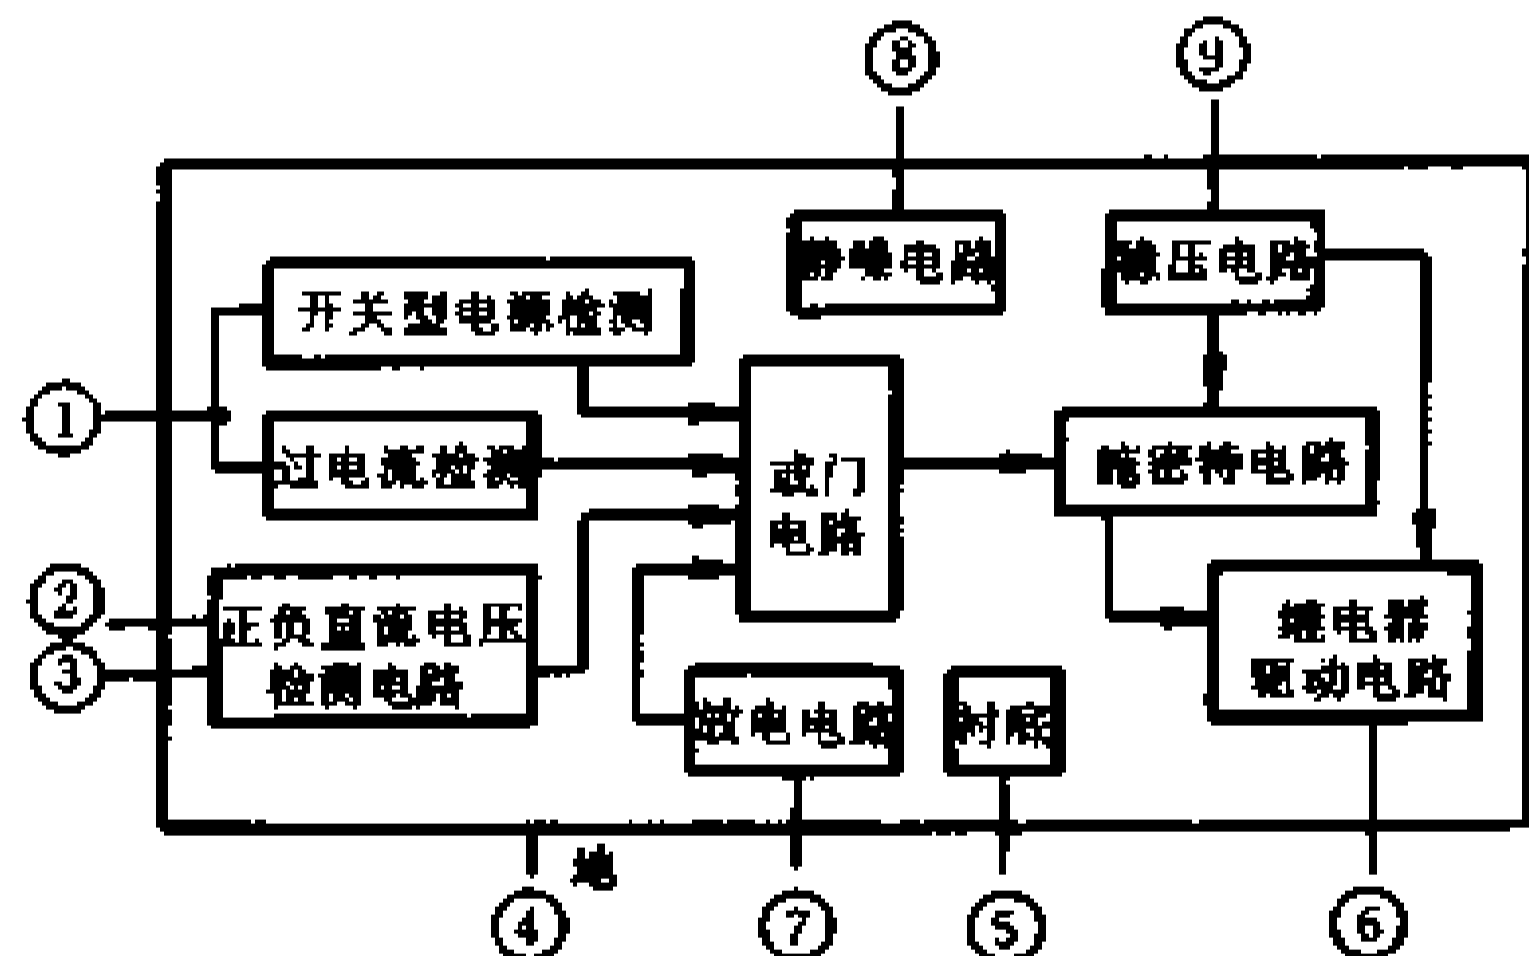 ⑧
⑨
静噪电路
稳压电路
开关型电源检测
①
过电流检测
或门
电路
施密特电路
②
③
正负直流电压
检测电路
继电器
驱动电路
放电电路
衬底
地
④
⑦
⑤
⑥